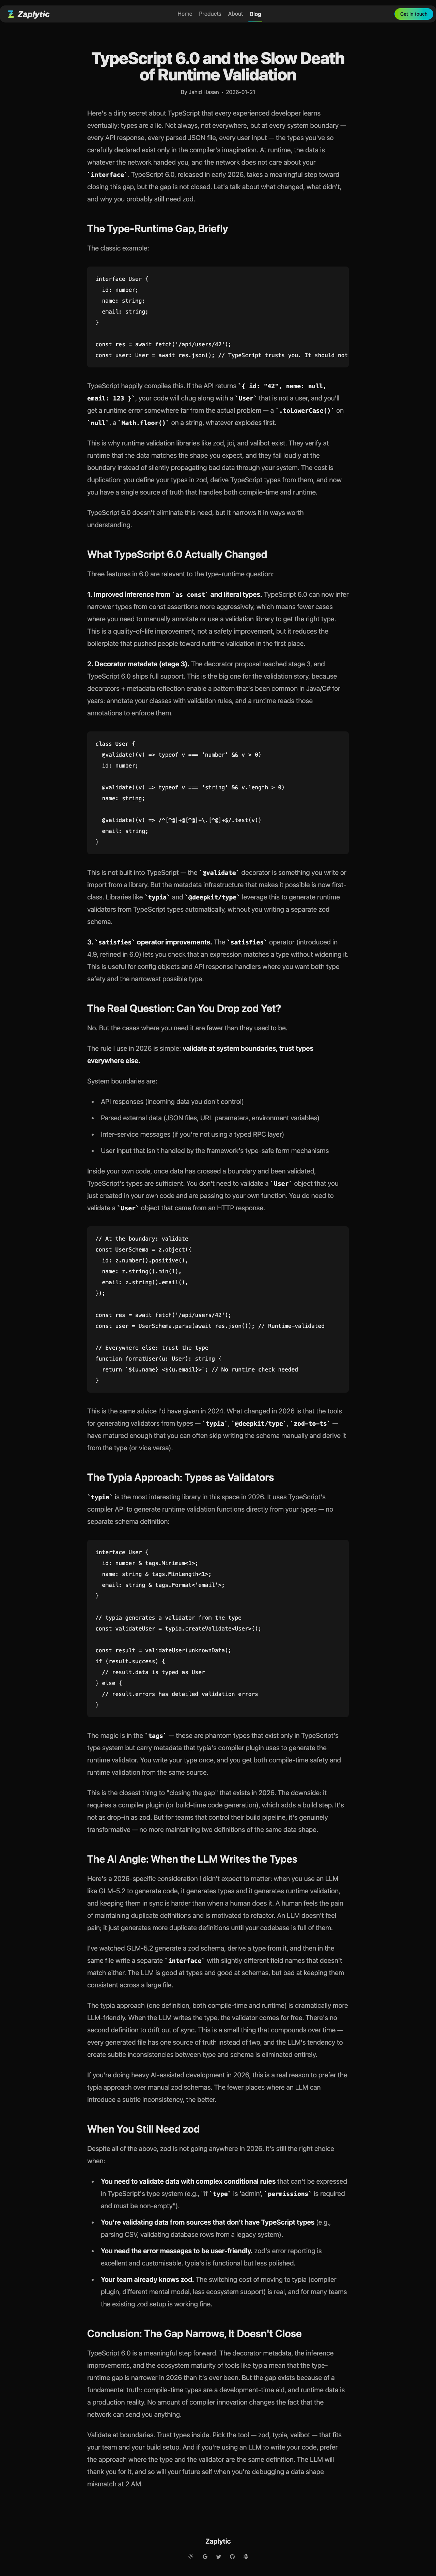 Zaplytic
Home Products About Blog
Get in touch
TypeScript 6.0 and the Slow Death
of Runtime Validation
By Jahid Hasan · 2026-01-21
Here's a dirty secret about TypeScript that every experienced developer learns
eventually: types are a lie. Not always, not everywhere, but at every system boundary —
every API response, every parsed JSON file, every user input — the types you've so
carefully declared exist only in the compiler's imagination. At runtime, the data is
whatever the network handed you, and the network does not care about your
`interface`. TypeScript 6.0, released in early 2026, takes a meaningful step toward
closing this gap, but the gap is not closed. Let's talk about what changed, what didn't,
and why you probably still need zod.
The Type-Runtime Gap, Briefly
The classic example:
interface User {
  id: number;
  name: string;
  email: string;
}
const res = await fetch('/api/users/42');
const user: User = await res.json(); // TypeScript trusts you. It should not
TypeScript happily compiles this. If the API returns `{ id: "42", name: null,
email: 123 }`, your code will chug along with a `User` that is not a user, and you'll
get a runtime error somewhere far from the actual problem — a `.toLowerCase()` on
`null`, a `Math.floor()` on a string, whatever explodes first.
This is why runtime validation libraries like zod, joi, and valibot exist. They verify at
runtime that the data matches the shape you expect, and they fail loudly at the
boundary instead of silently propagating bad data through your system. The cost is
duplication: you define your types in zod, derive TypeScript types from them, and now
you have a single source of truth that handles both compile-time and runtime.
TypeScript 6.0 doesn't eliminate this need, but it narrows it in ways worth
understanding.
What TypeScript 6.0 Actually Changed
Three features in 6.0 are relevant to the type-runtime question:
1. Improved inference from `as const` and literal types. TypeScript 6.0 can now infer
narrower types from const assertions more aggressively, which means fewer cases
where you need to manually annotate or use a validation library to get the right type.
This is a quality-of-life improvement, not a safety improvement, but it reduces the
boilerplate that pushed people toward runtime validation in the first place.
2. Decorator metadata (stage 3). The decorator proposal reached stage 3, and
TypeScript 6.0 ships full support. This is the big one for the validation story, because
decorators + metadata reflection enable a pattern that's been common in Java/C# for
years: annotate your classes with validation rules, and a runtime reads those
annotations to enforce them.
class User {
  @validate((v) => typeof v === 'number' && v > 0)
  id: number;
  @validate((v) => typeof v === 'string' && v.length > 0)
  name: string;
  @validate((v) => /^[^@]+@[^@]+\.[^@]+$/.test(v))
  email: string;
}
This is not built into TypeScript — the `@validate` decorator is something you write or
import from a library. But the metadata infrastructure that makes it possible is now first-
class. Libraries like `typia` and `@deepkit/type` leverage this to generate runtime
validators from TypeScript types automatically, without you writing a separate zod
schema.
3. `satisfies` operator improvements. The `satisfies` operator (introduced in
4.9, refined in 6.0) lets you check that an expression matches a type without widening it.
This is useful for config objects and API response handlers where you want both type
safety and the narrowest possible type.
The Real Question: Can You Drop zod Yet?
No. But the cases where you need it are fewer than they used to be.
The rule I use in 2026 is simple: validate at system boundaries, trust types
everywhere else.
System boundaries are:
• API responses (incoming data you don't control)
• Parsed external data (JSON files, URL parameters, environment variables)
• Inter-service messages (if you're not using a typed RPC layer)
• User input that isn't handled by the framework's type-safe form mechanisms
Inside your own code, once data has crossed a boundary and been validated,
TypeScript's types are sufficient. You don't need to validate a `User` object that you
just created in your own code and are passing to your own function. You do need to
validate a `User` object that came from an HTTP response.
// At the boundary: validate
const UserSchema = z.object({
  id: z.number().positive(),
  name: z.string().min(1),
  email: z.string().email(),
});
const res = await fetch('/api/users/42');
const user = UserSchema.parse(await res.json()); // Runtime-validated
// Everywhere else: trust the type
function formatUser(u: User): string {
  return `${u.name} <${u.email}>`; // No runtime check needed
}
This is the same advice I'd have given in 2024. What changed in 2026 is that the tools
for generating validators from types — `typia`, `@deepkit/type`, `zod-to-ts` —
have matured enough that you can often skip writing the schema manually and derive it
from the type (or vice versa).
The Typia Approach: Types as Validators
`typia` is the most interesting library in this space in 2026. It uses TypeScript's
compiler API to generate runtime validation functions directly from your types — no
separate schema definition:
interface User {
  id: number & tags.Minimum<1>;
  name: string & tags.MinLength<1>;
  email: string & tags.Format<'email'>;
}
// typia generates a validator from the type
const validateUser = typia.createValidate<User>();
const result = validateUser(unknownData);
if (result.success) {
  // result.data is typed as User
} else {
  // result.errors has detailed validation errors
}
The magic is in the `tags` — these are phantom types that exist only in TypeScript's
type system but carry metadata that typia's compiler plugin uses to generate the
runtime validator. You write your type once, and you get both compile-time safety and
runtime validation from the same source.
This is the closest thing to "closing the gap" that exists in 2026. The downside: it
requires a compiler plugin (or build-time code generation), which adds a build step. It's
not as drop-in as zod. But for teams that control their build pipeline, it's genuinely
transformative — no more maintaining two definitions of the same data shape.
The AI Angle: When the LLM Writes the Types
Here's a 2026-specific consideration I didn't expect to matter: when you use an LLM
like GLM-5.2 to generate code, it generates types and it generates runtime validation,
and keeping them in sync is harder than when a human does it. A human feels the pain
of maintaining duplicate definitions and is motivated to refactor. An LLM doesn't feel
pain; it just generates more duplicate definitions until your codebase is full of them.
I've watched GLM-5.2 generate a zod schema, derive a type from it, and then in the
same file write a separate `interface` with slightly different field names that doesn't
match either. The LLM is good at types and good at schemas, but bad at keeping them
consistent across a large file.
The typia approach (one definition, both compile-time and runtime) is dramatically more
LLM-friendly. When the LLM writes the type, the validator comes for free. There's no
second definition to drift out of sync. This is a small thing that compounds over time —
every generated file has one source of truth instead of two, and the LLM's tendency to
create subtle inconsistencies between type and schema is eliminated entirely.
If you're doing heavy AI-assisted development in 2026, this is a real reason to prefer the
typia approach over manual zod schemas. The fewer places where an LLM can
introduce a subtle inconsistency, the better.
When You Still Need zod
Despite all of the above, zod is not going anywhere in 2026. It's still the right choice
when:
• You need to validate data with complex conditional rules that can't be expressed
in TypeScript's type system (e.g., "if `type` is 'admin', `permissions` is required
and must be non-empty").
• You're validating data from sources that don't have TypeScript types (e.g.,
parsing CSV, validating database rows from a legacy system).
• You need the error messages to be user-friendly. zod's error reporting is
excellent and customisable. typia's is functional but less polished.
• Your team already knows zod. The switching cost of moving to typia (compiler
plugin, different mental model, less ecosystem support) is real, and for many teams
the existing zod setup is working fine.
Conclusion: The Gap Narrows, It Doesn't Close
TypeScript 6.0 is a meaningful step forward. The decorator metadata, the inference
improvements, and the ecosystem maturity of tools like typia mean that the type-
runtime gap is narrower in 2026 than it's ever been. But the gap exists because of a
fundamental truth: compile-time types are a development-time aid, and runtime data is
a production reality. No amount of compiler innovation changes the fact that the
network can send you anything.
Validate at boundaries. Trust types inside. Pick the tool — zod, typia, valibot — that fits
your team and your build setup. And if you're using an LLM to write your code, prefer
the approach where the type and the validator are the same definition. The LLM will
thank you for it, and so will your future self when you're debugging a data shape
mismatch at 2 AM.
Zaplytic